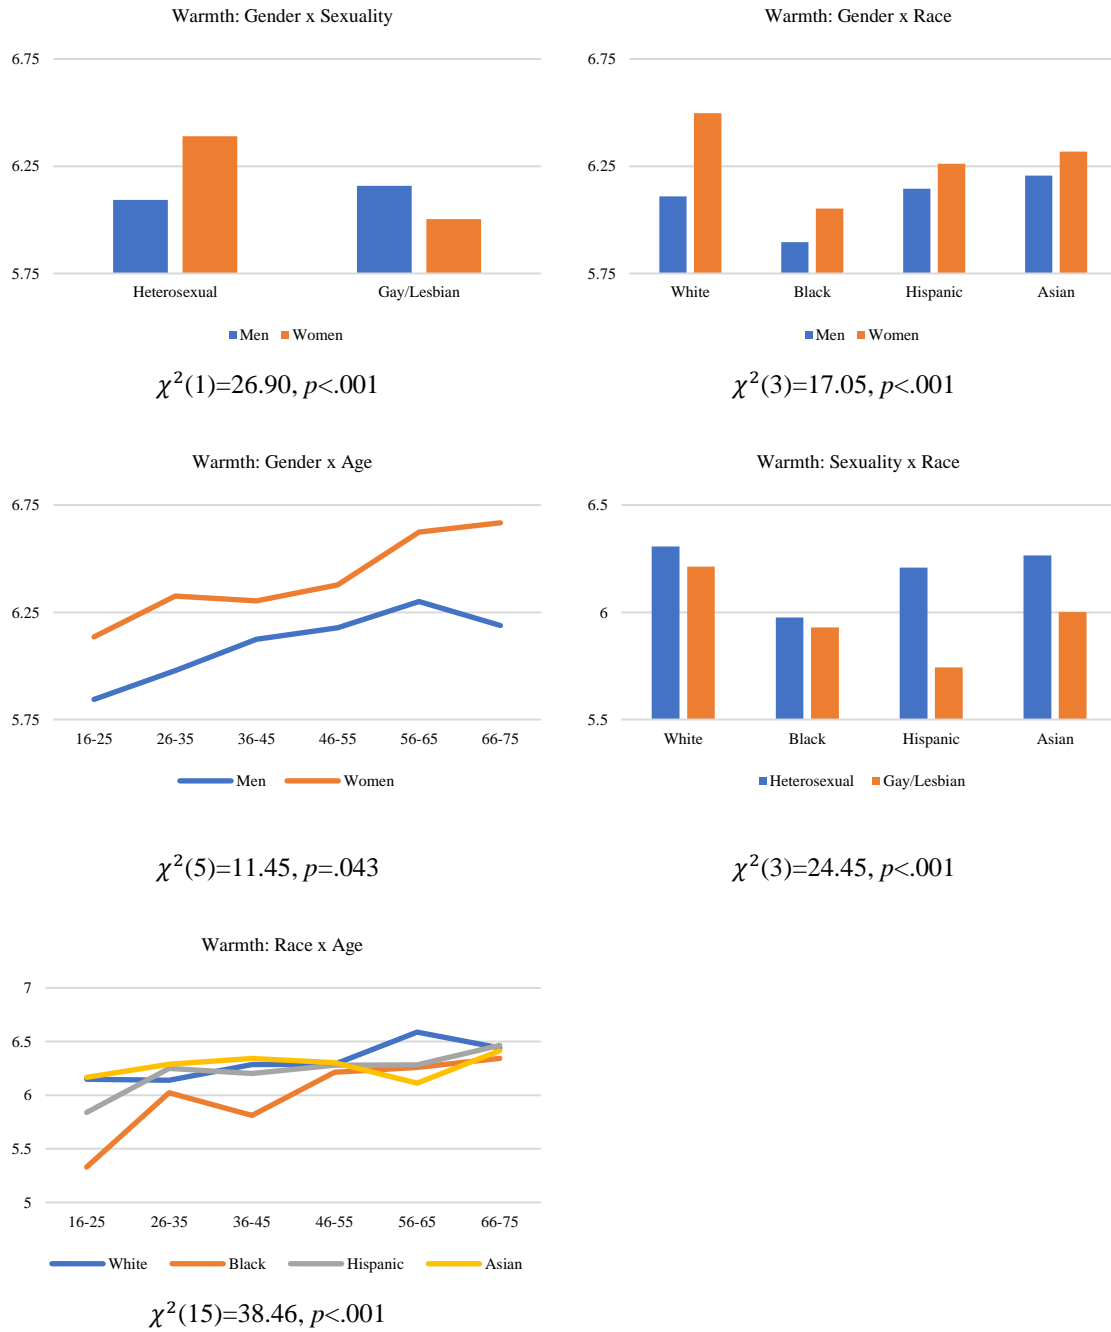 Warmth: Gender x Sexuality
6.75
6.25
5.75
Heterosexual Gay/Lesbian
Men Women
χ²(1)=26.90, p<.001
Warmth: Gender x Race
6.75
6.25
5.75
White Black Hispanic Asian
Men Women
χ²(3)=17.05, p<.001
Warmth: Gender x Age
6.75
6.25
5.75
16-25 26-35 36-45 46-55 56-65 66-75
Men Women
χ²(5)=11.45, p=.043
Warmth: Sexuality x Race
6.5
6
5.5
White Black Hispanic Asian
Heterosexual Gay/Lesbian
χ²(3)=24.45, p<.001
Warmth: Race x Age
7
6.5
6
5.5
5
16-25 26-35 36-45 46-55 56-65 66-75
White Black Hispanic Asian
χ²(15)=38.46, p<.001